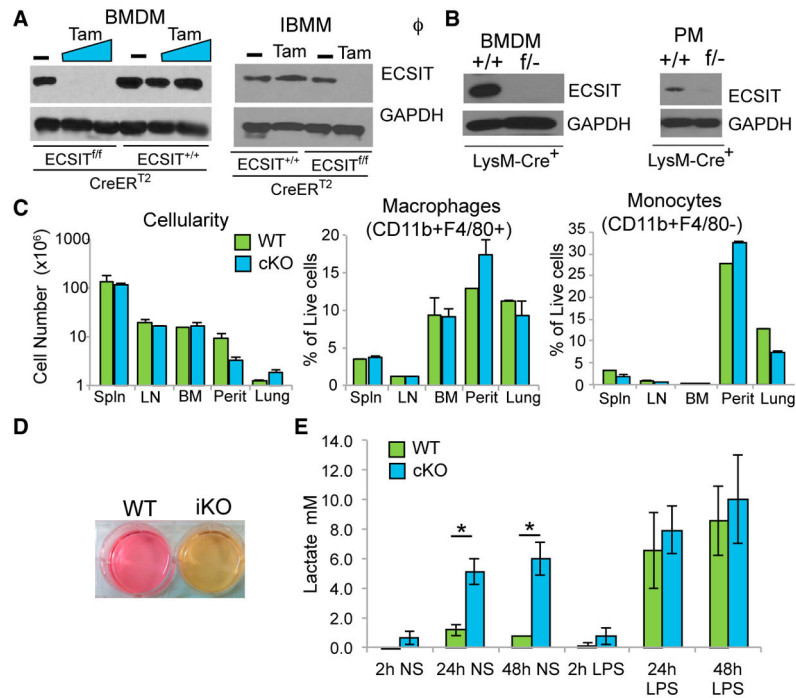 A
BMDM
Tam Tam
– –
IBMM
– Tam – Tam
ϕ
ECSIT
GAPDH
ECSITf/f ECSIT+/+
CreERT2
ECSIT+/+ ECSITf/f
CreERT2
B
BMDM
+/+ f/-
ECSIT
GAPDH
LysM-Cre+
PM
+/+ f/-
ECSIT
GAPDH
LysM-Cre+
C
Cellularity
Cell Number (x10⁶)
1000
100
10
1
WT
cKO
Spln LN BM Perit Lung
Macrophages
(CD11b+F4/80+)
% of Live cells
20
15
10
5
0
Spln LN BM Perit Lung
Monocytes
(CD11b+F4/80-)
% of Live cells
35
30
25
20
15
10
5
0
Spln LN BM Perit Lung
D
WT iKO
E
Lactate mM
14.0
12.0
10.0
8.0
6.0
4.0
2.0
0.0
WT
cKO
* *
2h NS 24h NS 48h NS 2h LPS 24h LPS 48h LPS